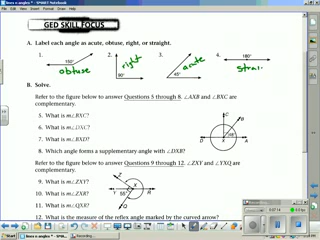 lines n angles * - SMART Notebook
GED SKILL FOCUS
A. Label each angle as acute, obtuse, right, or straight.
1. 2. 3. 4.
150° 90° 45° 180°
obtuse right acute strai
B. Solve.
Refer to the figure below to answer Questions 5 through 8. ∠AXB and ∠BXC are
complementary.
5. What is m∠BXC?
6. What is m∠DXC?
7. What is m∠BXD?
8. Which angle forms a supplementary angle with ∠DXB?
C
B
D X A
Refer to the figure below to answer Questions 9 through 12. ∠ZXY and ∠YXQ are
complementary.
9. What is m∠ZXY?
10. What is m∠ZXR?
11. What is m∠QXR?
Z
Y X R
55°
Q
12. What is the measure of the reflex angle marked by the curved arrow?